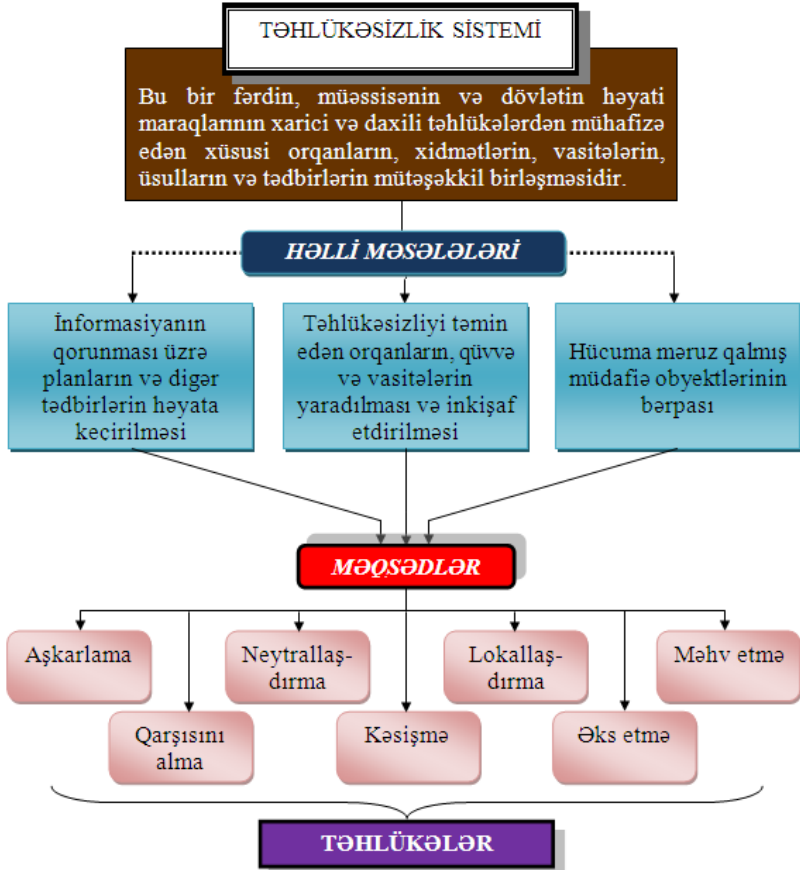 TƏHLÜKƏSİZLİK SİSTEMİ
Bu bir fərdin, müəssisənin və dövlətin həyati
maraqlarının xarici və daxili təhlükələrdən mühafizə
edən xüsusi orqanların, xidmətlərin, vasitələrin,
üsulların və tədbirlərin mütəşəkkil birləşməsidir.
HƏLLİ MƏSƏLƏLƏRİ
İnformasiyanın
qorunması üzrə
planların və digər
tədbirlərin həyata
kecirilməsi
Təhlükəsizliyi təmin
edən orqanların, qüvvə
və vasitələrin
yaradılması və inkişaf
etdirilməsi
Hücuma məruz qalmış
müdafiə obyektlərinin
bərpası
MƏQSƏDLƏR
Aşkarlama
Neytrallaş-
dırma
Lokallaş-
dırma
Məhv etmə
Qarşısını
alma
Kəsişmə
Əks etmə
TƏHLÜKƏLƏR